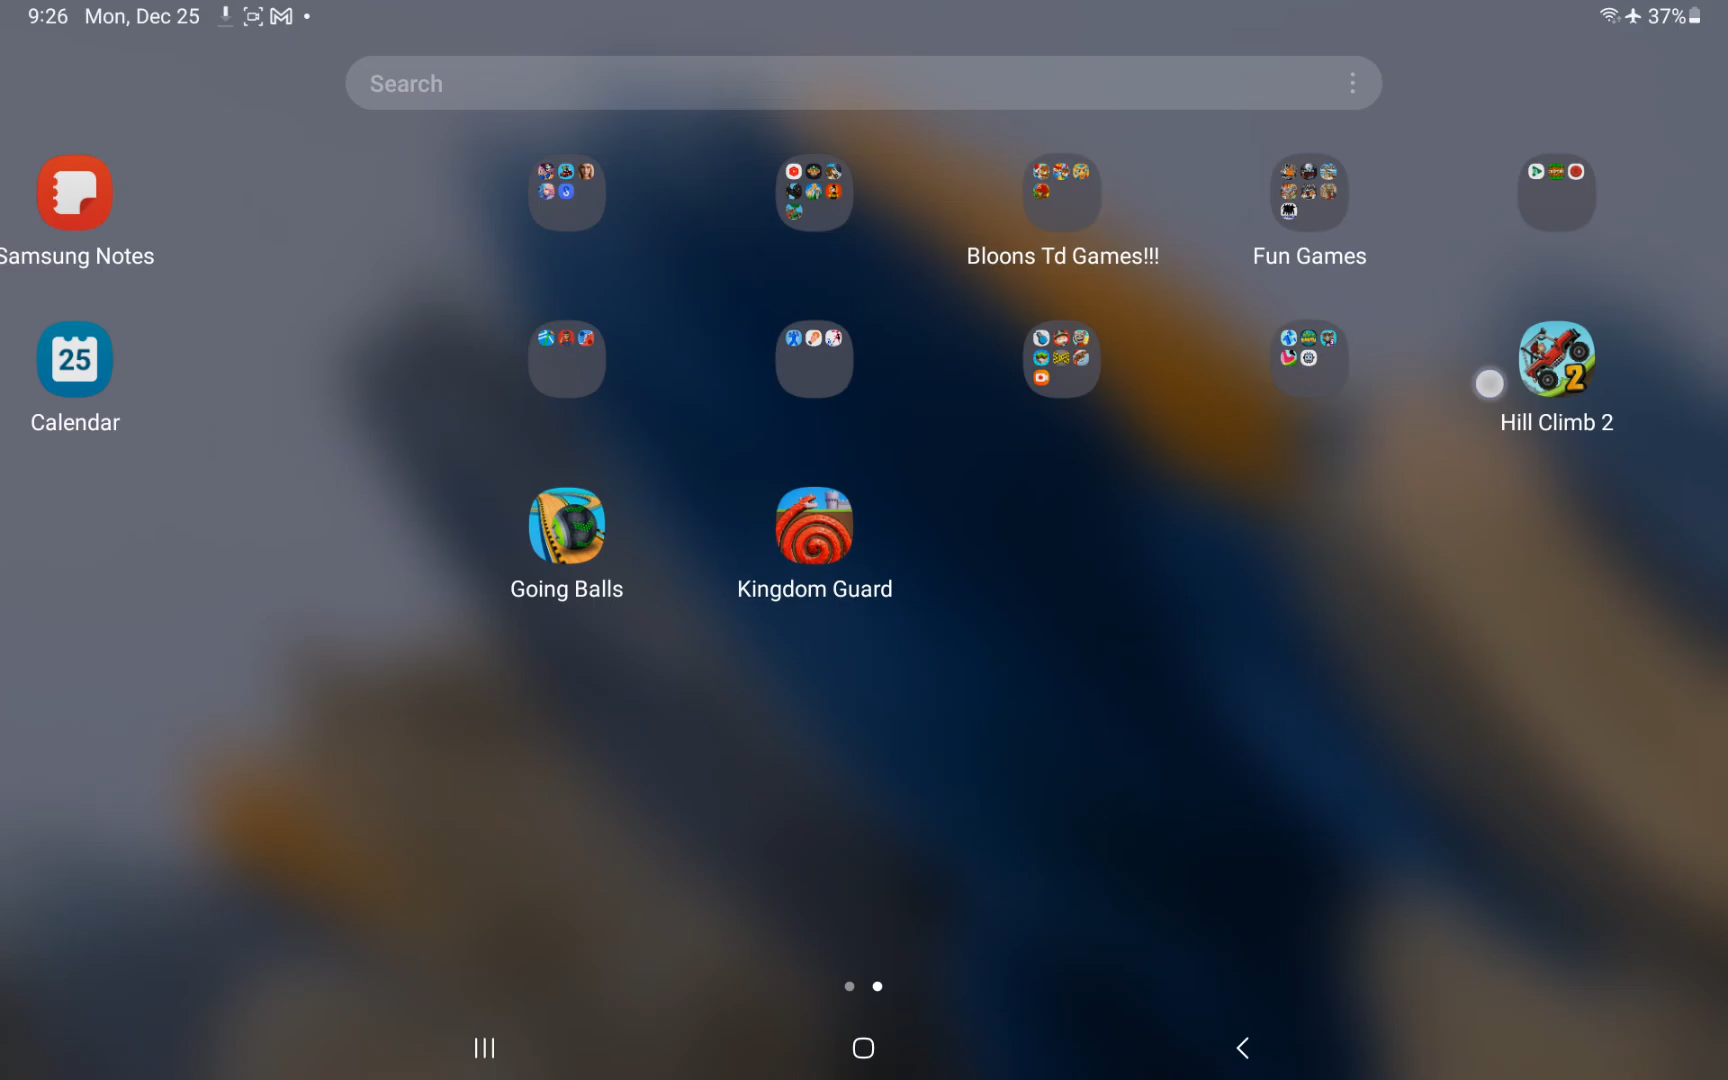 9:26 Mon, Dec 25 37%
Search
Samsung Notes
Bloons Td Games!!!
Fun Games
25
Calendar
2
Hill Climb 2
Going Balls
Kingdom Guard